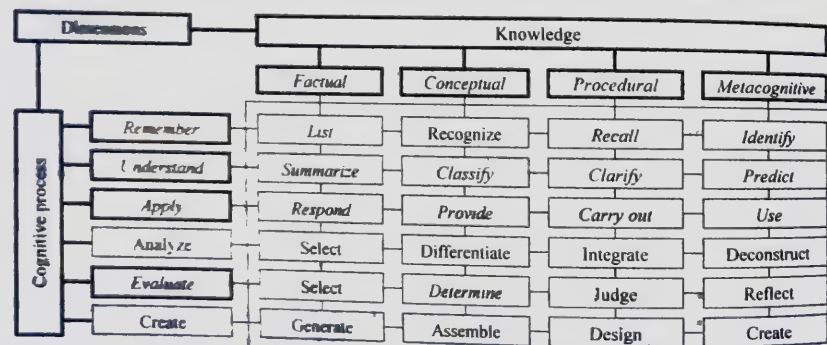 Dimensions Knowledge
Factual Conceptual Procedural Metacognitive
Cognitive process
Remember List Recognize Recall Identify
Understand Summarize Classify Clarify Predict
Apply Respond Provide Carry out Use
Analyze Select Differentiate Integrate Deconstruct
Evaluate Select Determine Judge Reflect
Create Generate Assemble Design Create